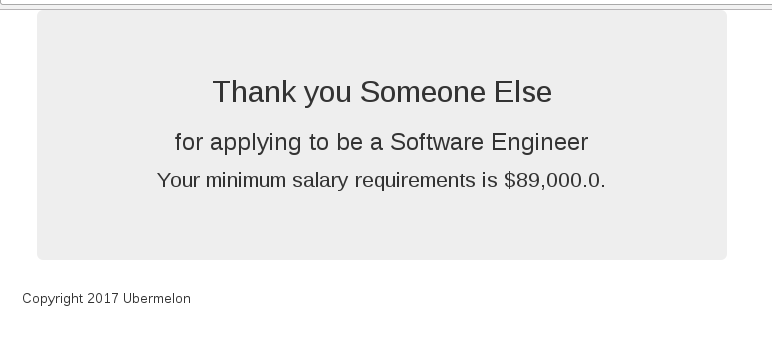 Thank you Someone Else
for applying to be a Software Engineer
Your minimum salary requirements is $89,000.0.
Copyright 2017 Ubermelon